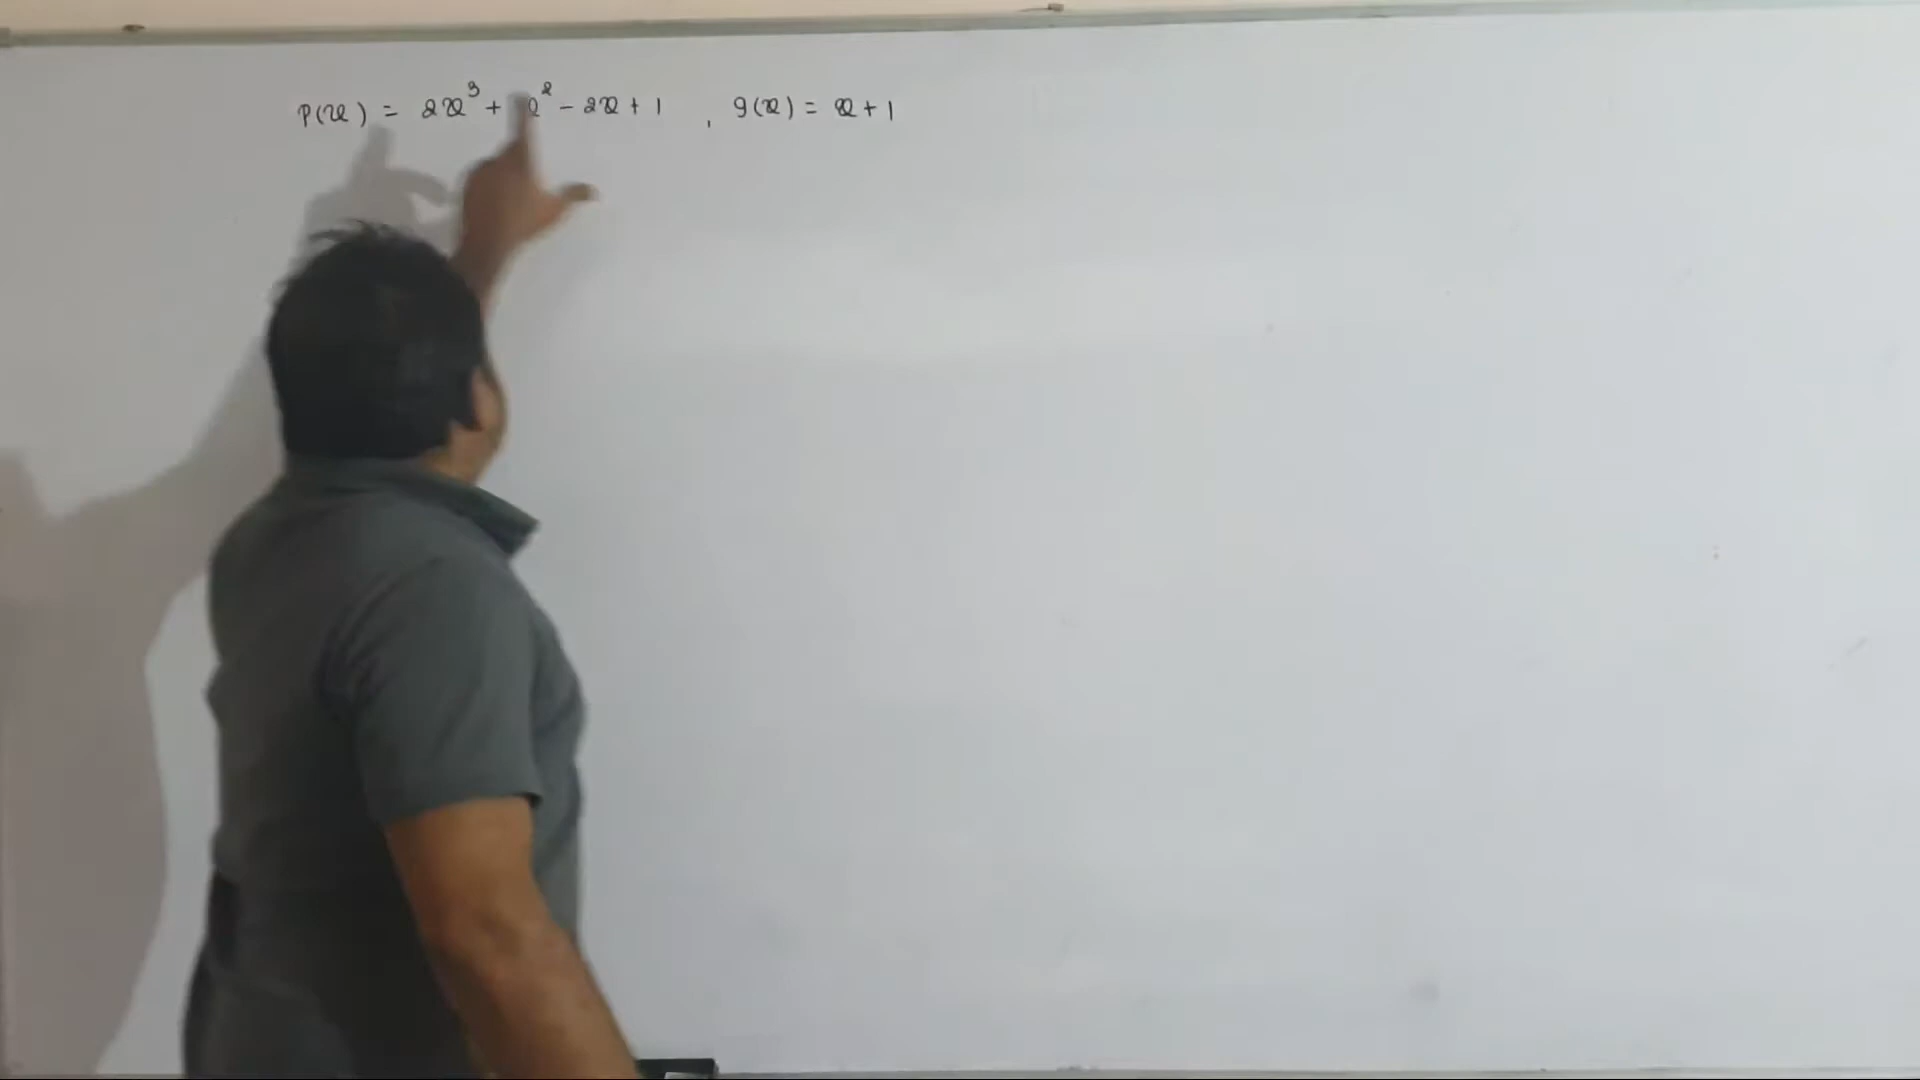 P(x) = 2x³ + x² - 2x + 1 , g(x) = x + 1